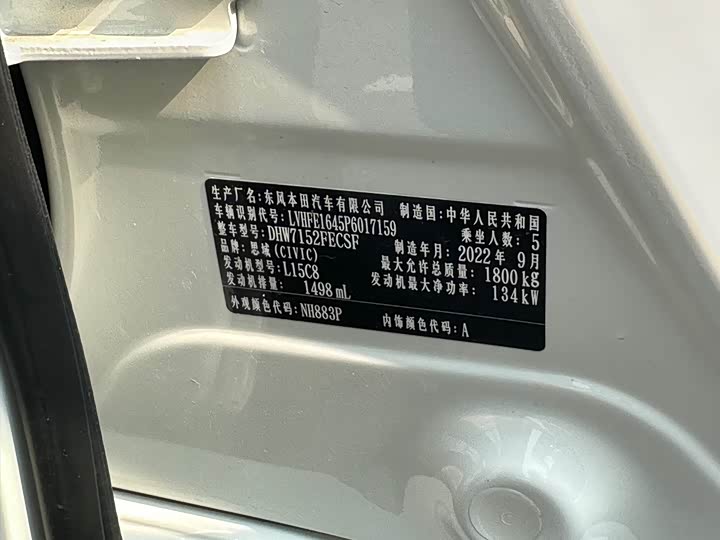 生产厂名：东风本田汽车有限公司 制造国：中华人民共和国
车辆识别代号：LVHFE1645P6017159 乘坐人数：5
整车型号：DHW7152FECSF 制造年月：2022年9月
品牌：思域(CIVIC) 最大允许总质量：1800kg
发动机型号：L15C8 发动机最大净功率：134kW
发动机排量：1498mL
外观颜色代码：NH883P 内饰颜色代码：A